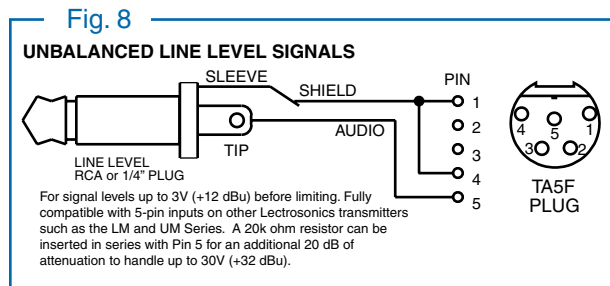 Fig. 8
UNBALANCED LINE LEVEL SIGNALS
SLEEVE
SHIELD
PIN
1
2
3
4
5
AUDIO
TIP
LINE LEVEL
RCA or 1/4" PLUG
4
5
1
3
2
TA5F
PLUG
For signal levels up to 3V (+12 dBu) before limiting. Fully
compatible with 5-pin inputs on other Lectrosonics transmitters
such as the LM and UM Series. A 20k ohm resistor can be
inserted in series with Pin 5 for an additional 20 dB of
attenuation to handle up to 30V (+32 dBu).